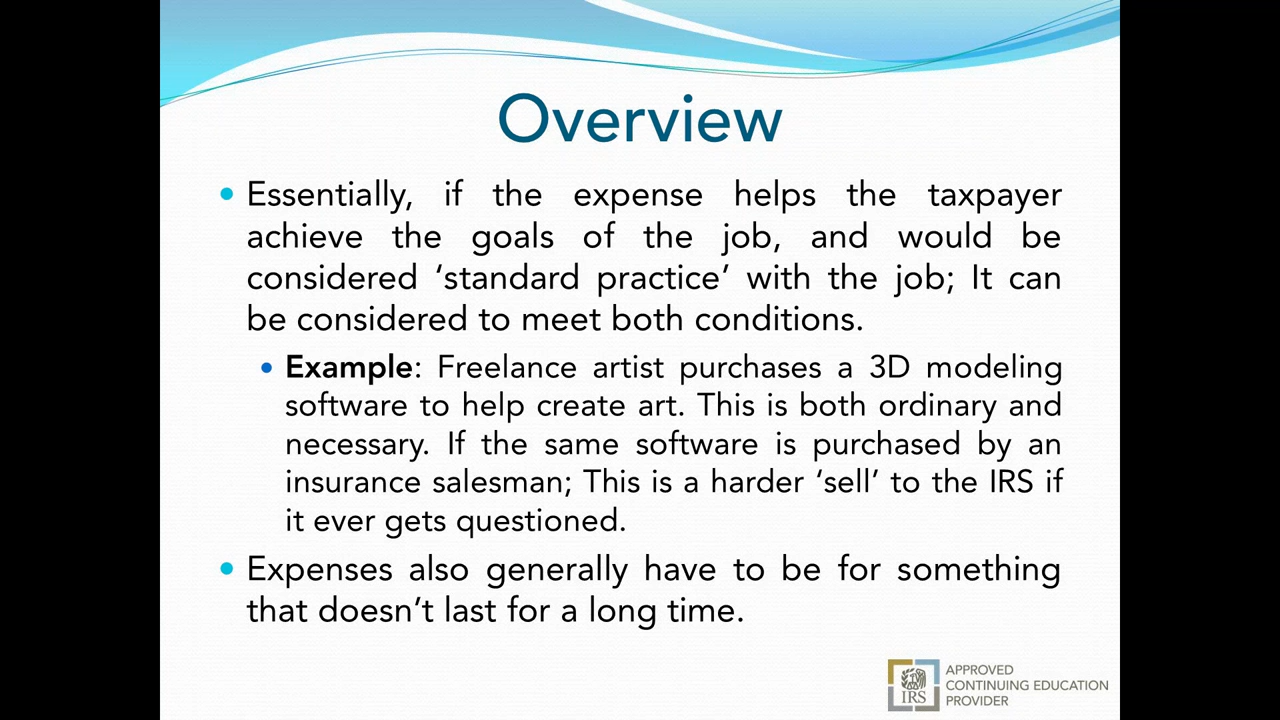 Overview
• Essentially, if the expense helps the taxpayer
achieve the goals of the job, and would be
considered ‘standard practice’ with the job; It can
be considered to meet both conditions.
• Example: Freelance artist purchases a 3D modeling
software to help create art. This is both ordinary and
necessary. If the same software is purchased by an
insurance salesman; This is a harder ‘sell’ to the IRS if
it ever gets questioned.
• Expenses also generally have to be for something
that doesn’t last for a long time.
IRS
APPROVED
CONTINUING EDUCATION
PROVIDER